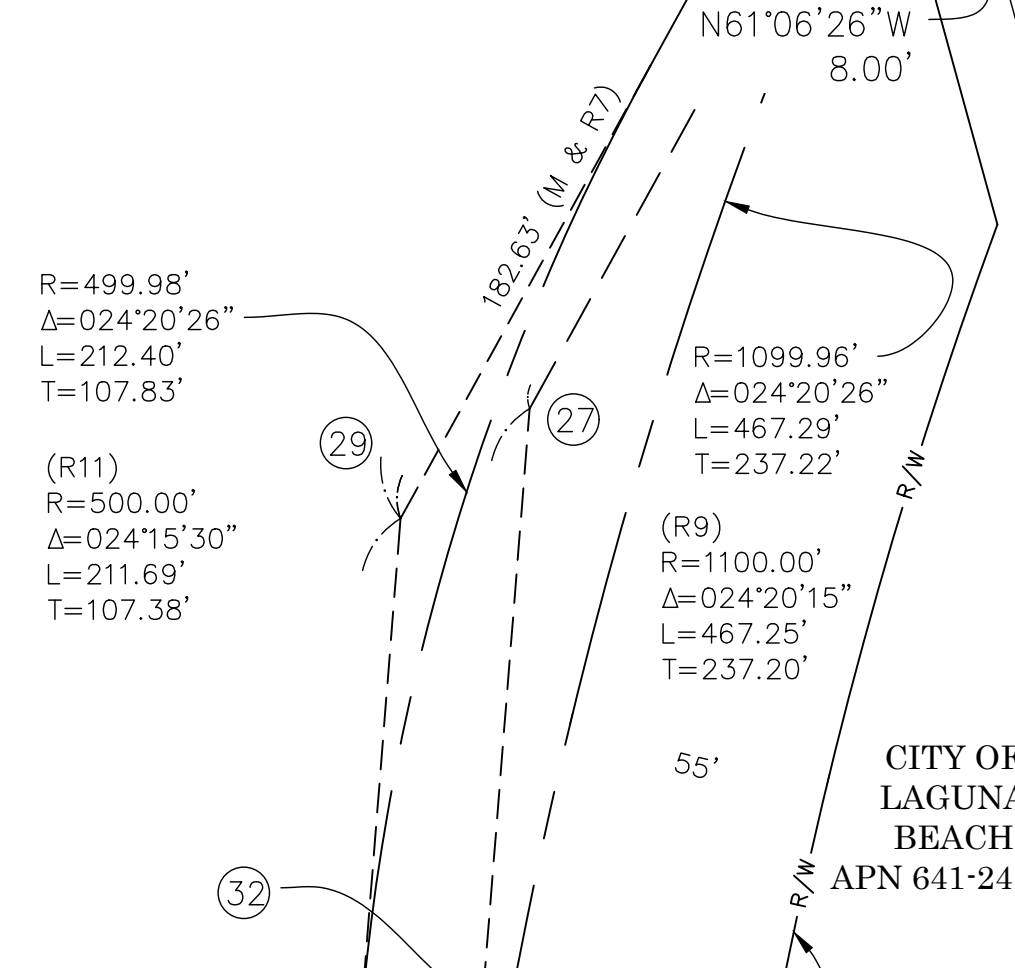 N61°06'26"W
8.00'
182.63' (M & R7)
R=499.98'
Δ=024°20'26"
L=212.40'
T=107.83'
R=1099.96'
Δ=024°20'26"
L=467.29'
T=237.22'
29
27
(R11)
R=500.00'
Δ=024°15'30"
L=211.69'
T=107.38'
R/W
(R9)
R=1100.00'
Δ=024°20'15"
L=467.25'
T=237.20'
55'
CITY OF
LAGUNA
BEACH
APN 641-24
R/W
32